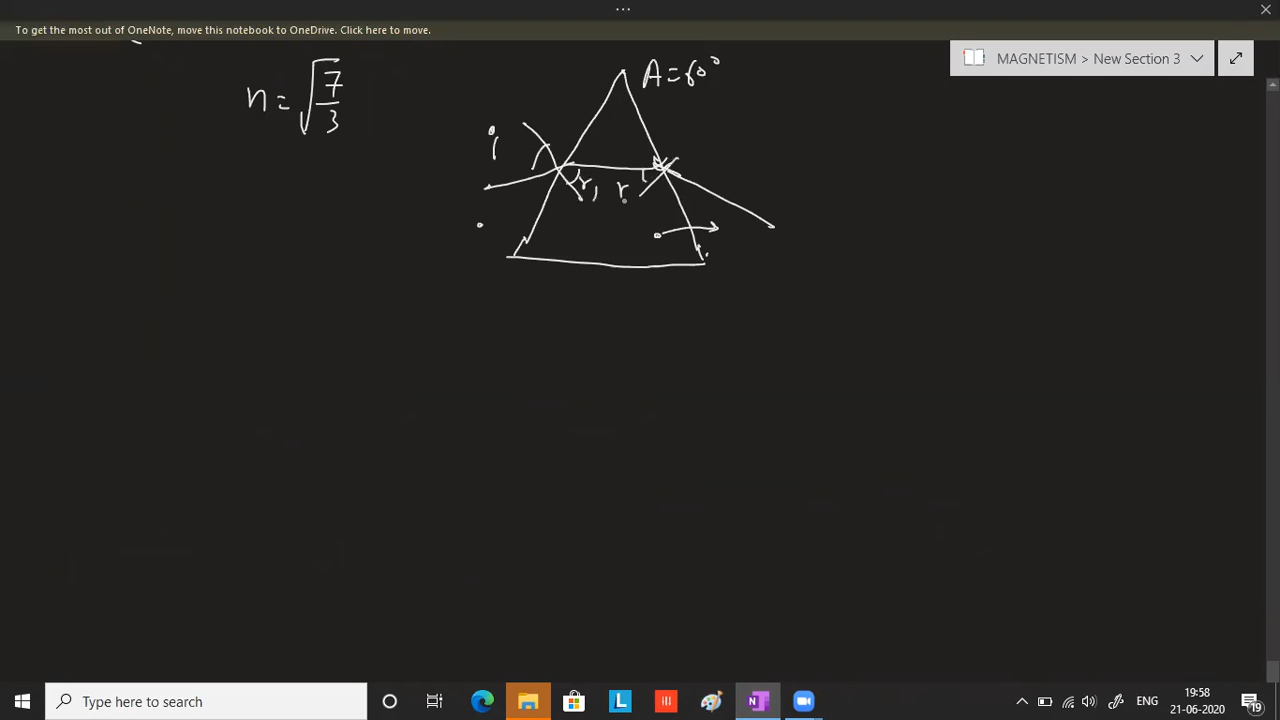 ...
To get the most out of OneNote, move this notebook to OneDrive. Click here to move.
MAGNETISM > New Section 3
n = √7/3
A = 60°
i
r, r
Type here to search
ENG
19:58
21-06-2020
19